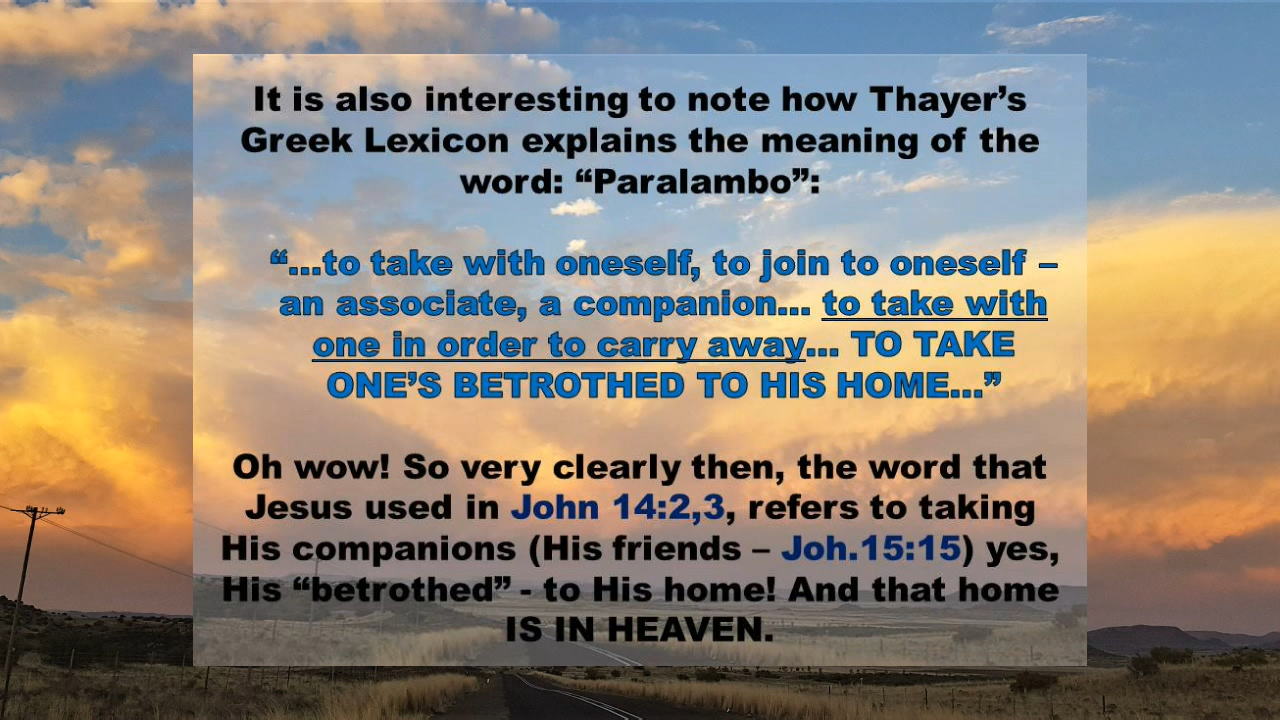 It is also interesting to note how Thayer’s
Greek Lexicon explains the meaning of the
word: “Paralambo”:
“…to take with oneself, to join to oneself –
an associate, a companion… to take with
one in order to carry away… TO TAKE
ONE’S BETROTHED TO HIS HOME…”
Oh wow! So very clearly then, the word that
Jesus used in John 14:2,3, refers to taking
His companions (His friends – Joh.15:15) yes,
His “betrothed” - to His home! And that home
IS IN HEAVEN.